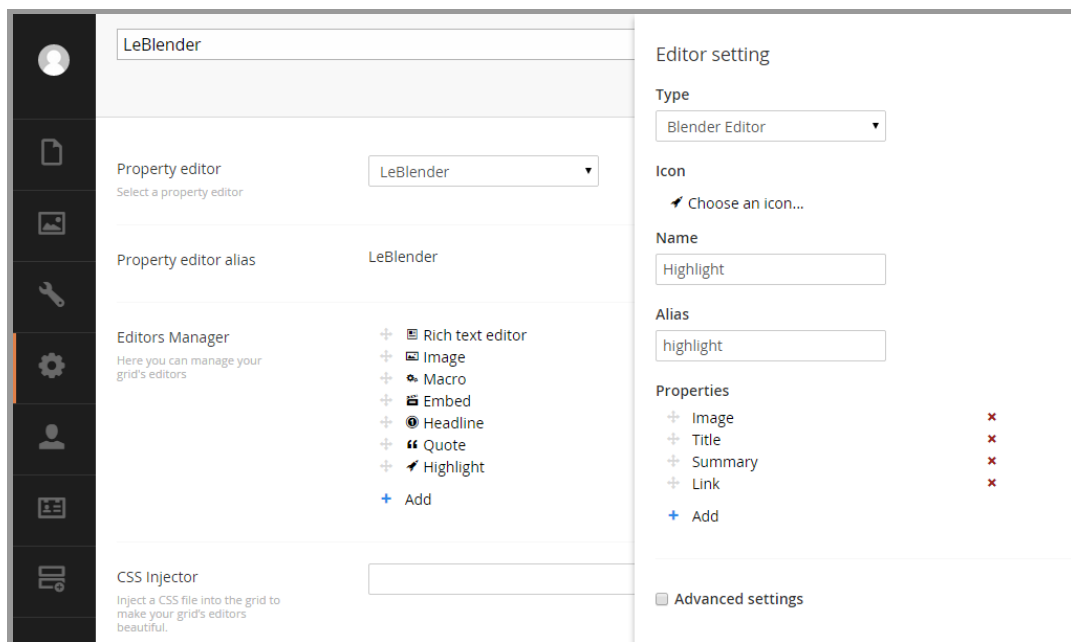 LeBlender
Property editor
Select a property editor
LeBlender
Property editor alias
LeBlender
Editors Manager
Here you can manage your
grid's editors
Rich text editor
Image
Macro
Embed
Headline
Quote
Highlight
Add
CSS Injector
Inject a CSS file into the grid to
make your grid's editors
beautiful.
Editor setting
Type
Blender Editor
Icon
Choose an icon...
Name
Highlight
Alias
highlight
Properties
Image
Title
Summary
Link
Add
Advanced settings